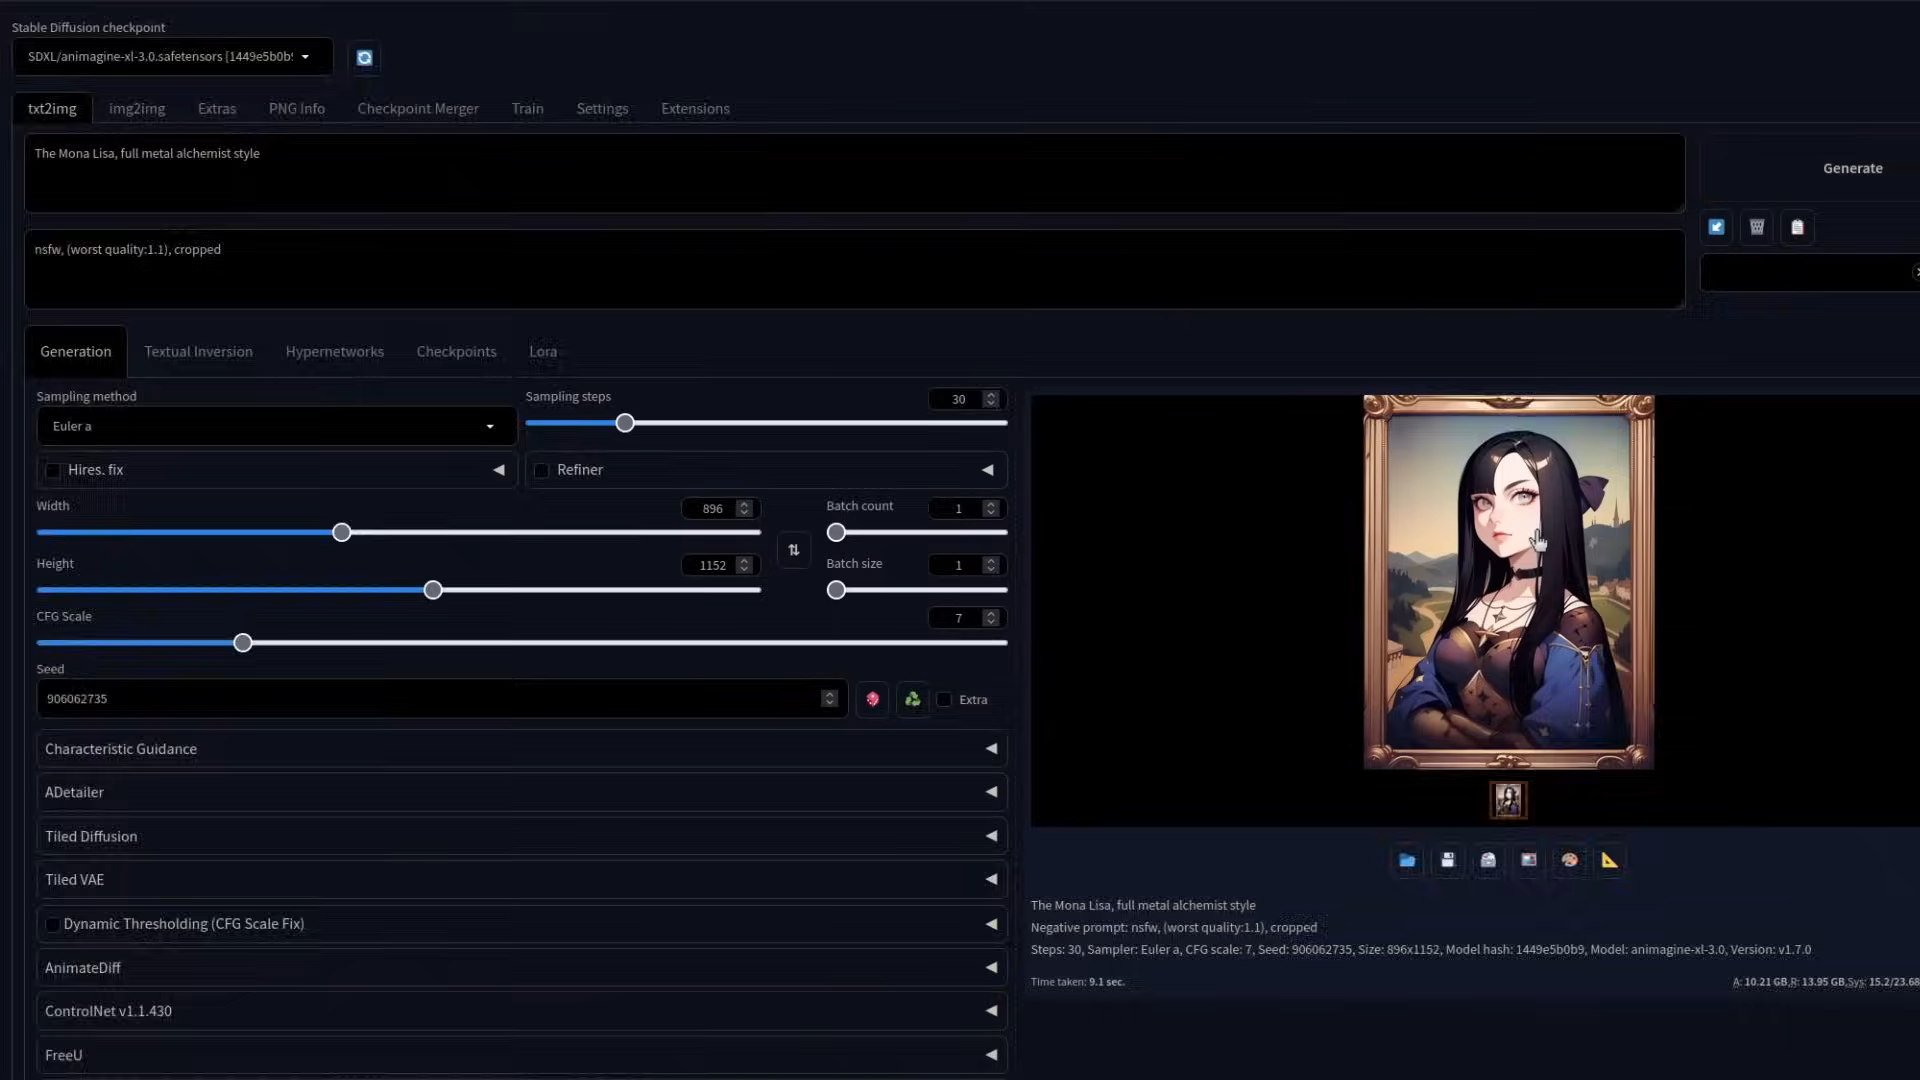 Stable Diffusion checkpoint
SDXL/animagine-xl-3.0.safetensors [1449e5b0b9
txt2img img2img Extras PNG Info Checkpoint Merger Train Settings Extensions
The Mona Lisa, full metal alchemist style
Generate
nsfw, (worst quality:1.1), cropped
Generation Textual Inversion Hypernetworks Checkpoints Lora
Sampling method
Euler a
Sampling steps
30
Hires. fix
Refiner
Width
896
Batch count
1
Height
1152
Batch size
1
CFG Scale
7
Seed
906062735
Extra
Characteristic Guidance
ADetailer
Tiled Diffusion
Tiled VAE
Dynamic Thresholding (CFG Scale Fix)
AnimateDiff
ControlNet v1.1.430
FreeU
The Mona Lisa, full metal alchemist style
Negative prompt: nsfw, (worst quality:1.1), cropped
Steps: 30, Sampler: Euler a, CFG scale: 7, Seed: 906062735, Size: 896x1152, Model hash: 1449e5b0b9, Model: animagine-xl-3.0, Version: v1.7.0
Time taken: 9.1 sec.
A: 10.21 GB,R: 13.95 GB,Sys: 15.2/23.68